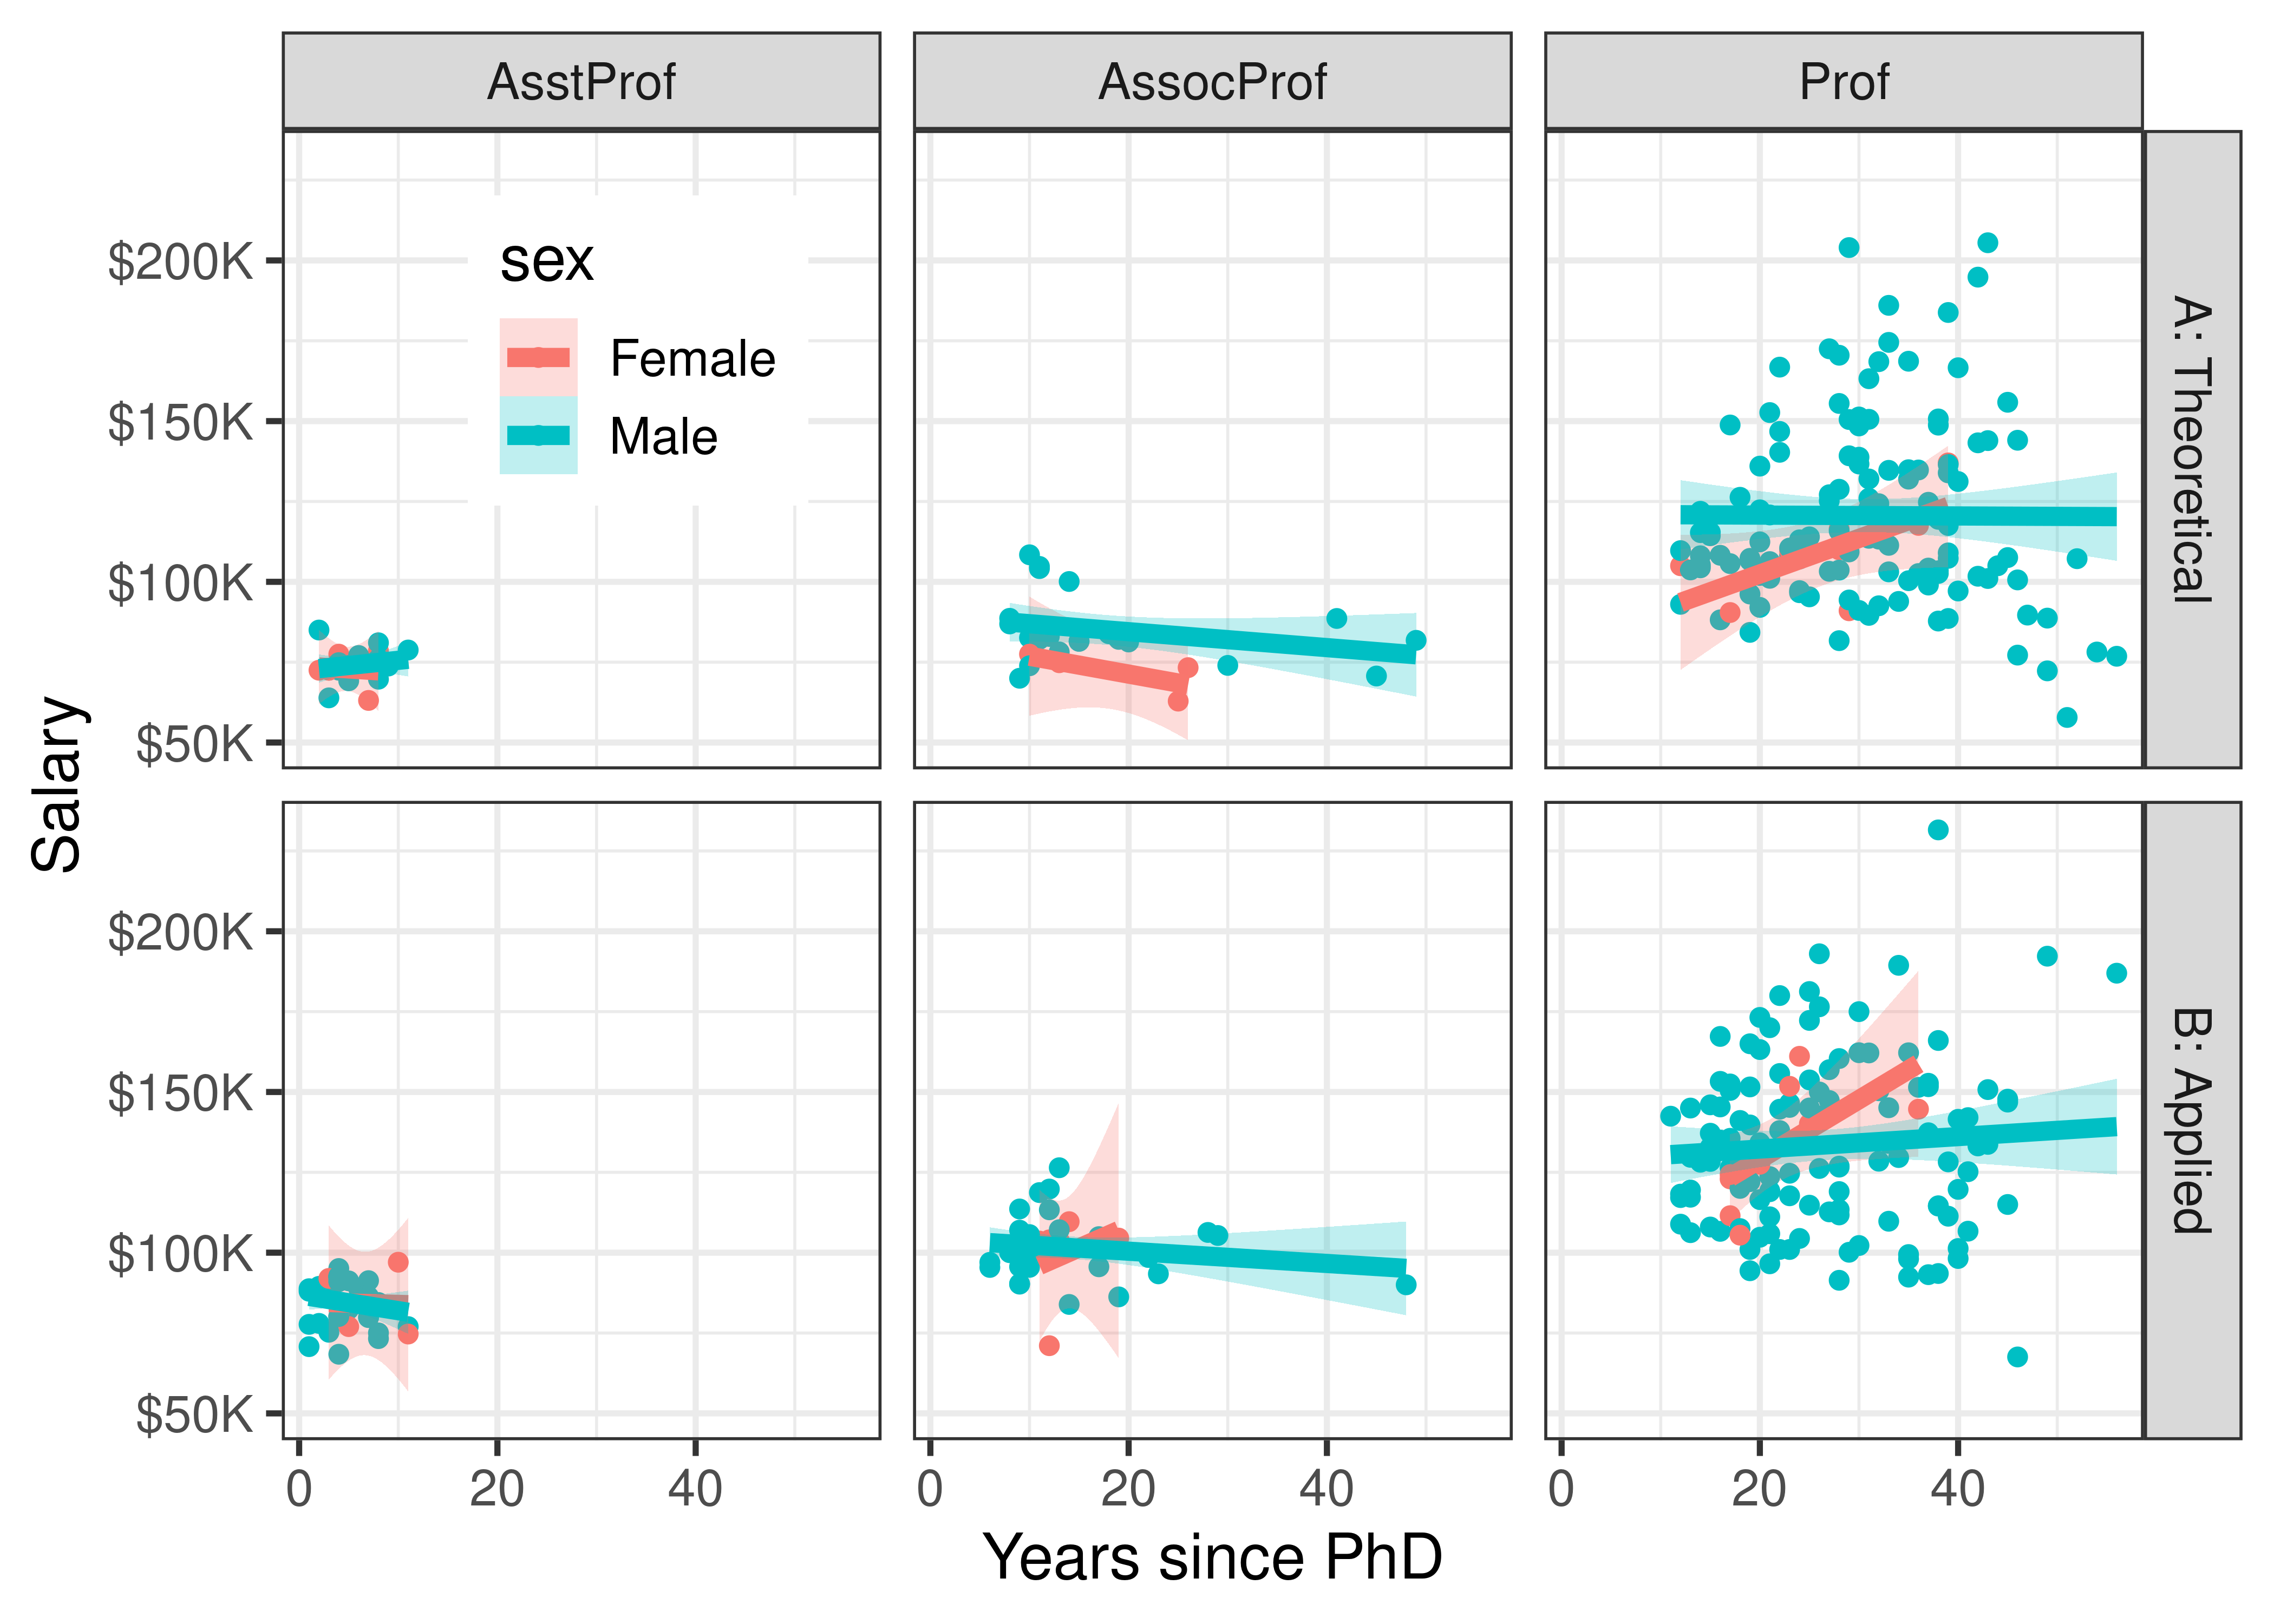 AsstProf
AssocProf
Prof
sex
Female
Male
$200K
$150K
$100K
$50K
A: Theoretical
Salary
$200K
$150K
$100K
$50K
B: Applied
0 20 40
0 20 40
0 20 40
Years since PhD